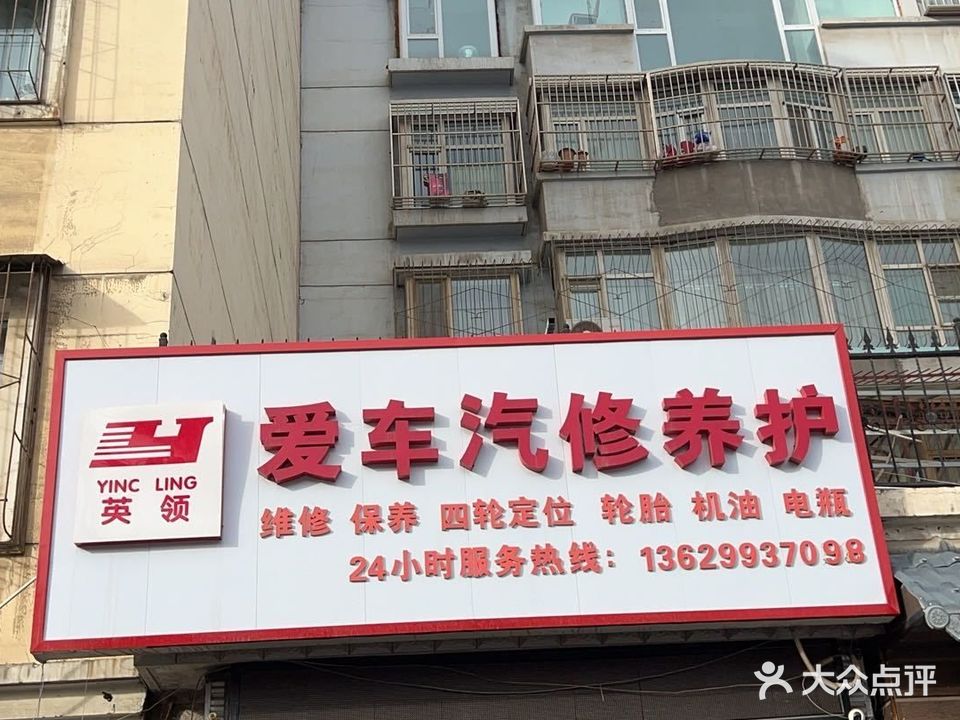 爱车汽修养护
YINC LING
英领
维修 保养 四轮定位 轮胎 机油 电瓶
24小时服务热线：13629937098
大众点评